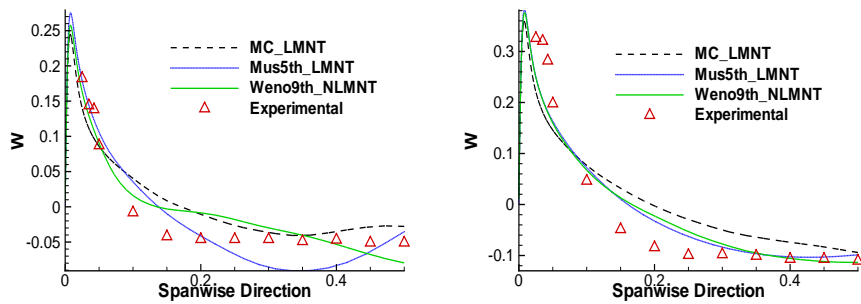 0.25
0.2
0.15
0.1
0.05
0
-0.05
W
0
0.2
0.4
Spanwise Direction
MC_LMNT
Mus5th_LMNT
Weno9th_NLMNT
Experimental
0.3
0.2
0.1
0
-0.1
W
0
0.2
0.4
Spanwise Direction
MC_LMNT
Mus5th_LMNT
Weno9th_NLMNT
Experimental